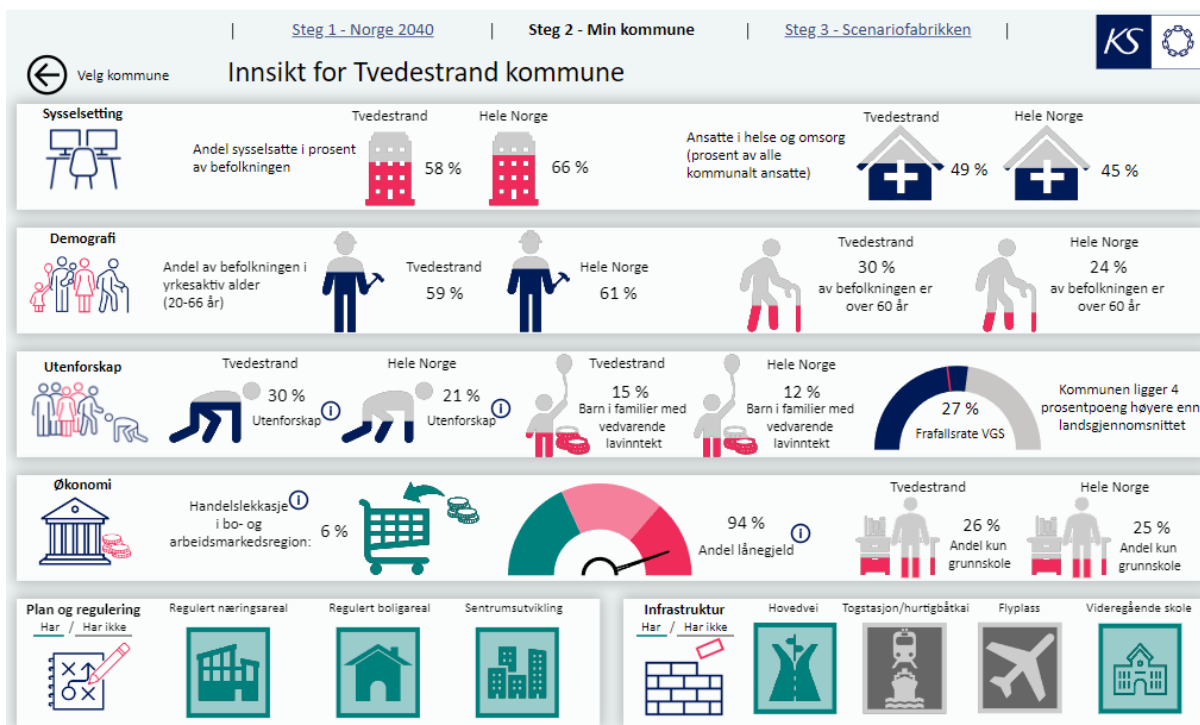 Steg 1 - Norge 2040 | Steg 2 - Min kommune | Steg 3 - Scenariofabrikken
KS
Velg kommune
Innsikt for Tvedestrand kommune
Sysselsetting
Andel sysselsatte i prosent
av befolkningen
Tvedestrand
58 %
Hele Norge
66 %
Ansatte i helse og omsorg
(prosent av alle
kommunalt ansatte)
Tvedestrand
49 %
Hele Norge
45 %
Demografi
Andel av befolkningen i
yrkesaktiv alder
(20-66 år)
Tvedestrand
59 %
Hele Norge
61 %
Tvedestrand
30 %
av befolkningen er
over 60 år
Hele Norge
24 %
av befolkningen er
over 60 år
Utenforskap
Tvedestrand
30 %
Utenforskap
i
Hele Norge
21 %
Utenforskap
i
Tvedestrand
15 %
Barn i familier med
vedvarende
lavinntekt
Hele Norge
12 %
Barn i familier med
vedvarende
lavinntekt
27 %
Frafallsrate VGS
Kommunen ligger 4
prosentpoeng høyere enn
landsgjennomsnittet
Økonomi
Handelslekkasje
i
i bo- og
arbeidsmarkedsregion:
6 %
94 %
Andel lånegjeld
i
Tvedestrand
26 %
Andel kun
grunnskole
Hele Norge
25 %
Andel kun
grunnskole
Plan og regulering
Har / Har ikke
Regulert næringsareal
Regulert boligareal
Sentrumsutvikling
Infrastruktur
Har / Har ikke
Hovedvei
Togstasjon/hurtigbåtkai
Flyplass
Videregående skole